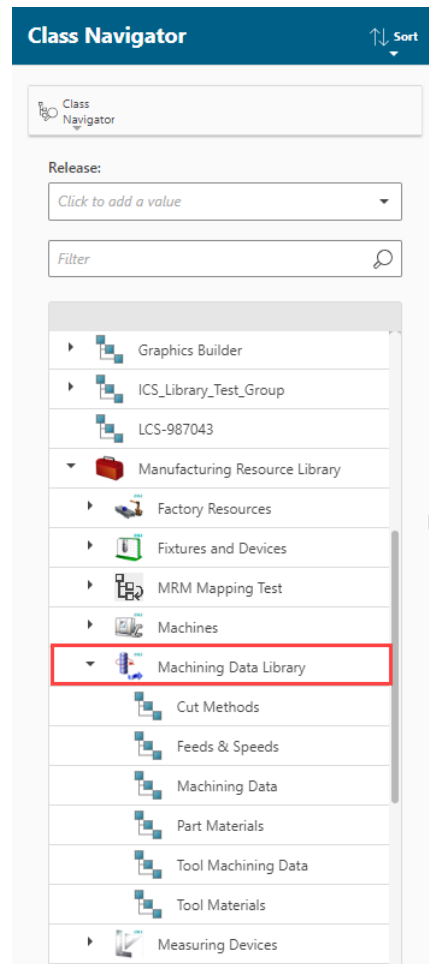 Class Navigator
Sort
Class
Navigator
Release:
Click to add a value
Filter
Graphics Builder
ICS_Library_Test_Group
LCS-987043
Manufacturing Resource Library
Factory Resources
Fixtures and Devices
MRM Mapping Test
Machines
Machining Data Library
Cut Methods
Feeds & Speeds
Machining Data
Part Materials
Tool Machining Data
Tool Materials
Measuring Devices